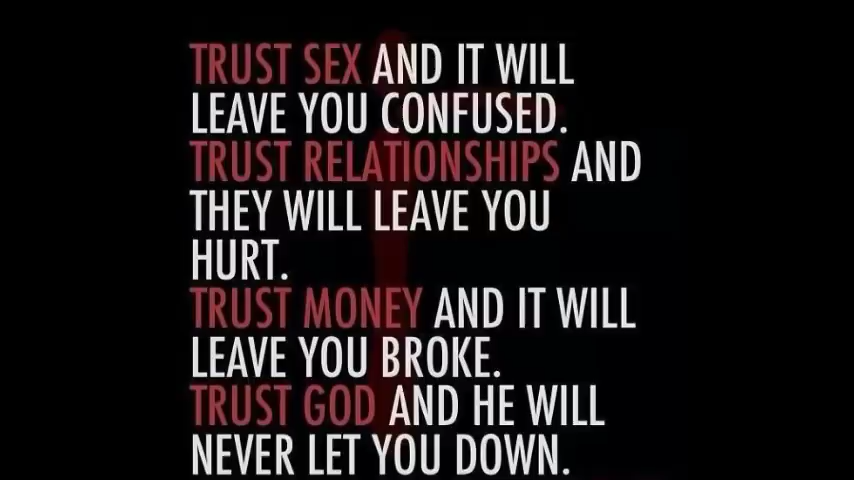 TRUST SEX AND IT WILL
LEAVE YOU CONFUSED.
TRUST RELATIONSHIPS AND
THEY WILL LEAVE YOU
HURT.
TRUST MONEY AND IT WILL
LEAVE YOU BROKE.
TRUST GOD AND HE WILL
NEVER LET YOU DOWN.